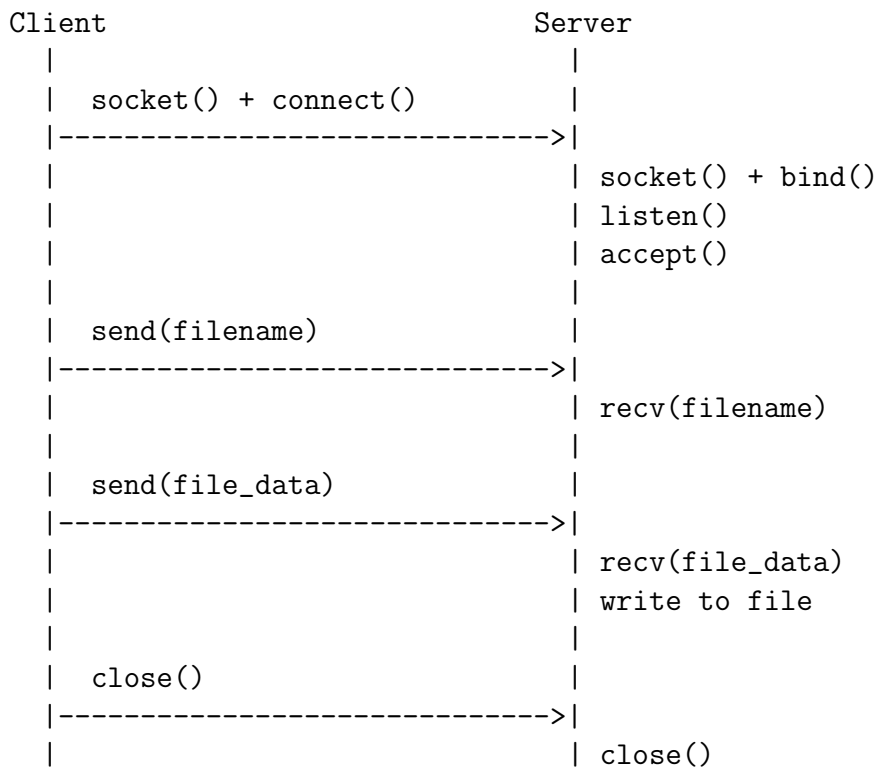 Client Server
| |
| socket() + connect() |
|------------------------------>|
| | socket() + bind()
| | listen()
| | accept()
| |
| send(filename) |
|------------------------------>|
| | recv(filename)
| |
| send(file_data) |
|------------------------------>|
| | recv(file_data)
| | write to file
| |
| close() |
|------------------------------>|
| | close()